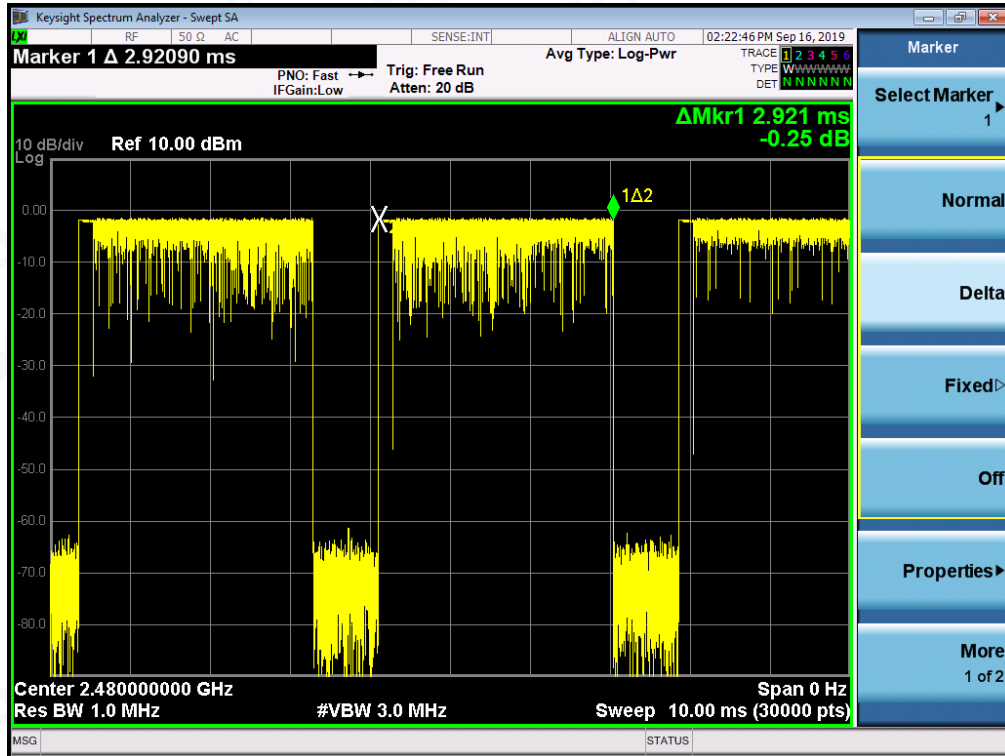 Keysight Spectrum Analyzer - Swept SA
LXI RF 50 Ω AC SENSE:INT ALIGN AUTO 02:22:46 PM Sep 16, 2019
Marker 1 Δ 2.92090 ms
PNO: Fast
IFGain:Low
Trig: Free Run
Atten: 20 dB
Avg Type: Log-Pwr
TRACE 1 2 3 4 5 6
TYPE WWWWWW
DET N N N N N N
ΔMkr1 2.921 ms
-0.25 dB
10 dB/div Ref 10.00 dBm
Log
1Δ2
0.00
-10.0
-20.0
-30.0
-40.0
-50.0
-60.0
-70.0
-80.0
Center 2.480000000 GHz Span 0 Hz
Res BW 1.0 MHz #VBW 3.0 MHz Sweep 10.00 ms (30000 pts)
MSG STATUS
Marker
Select Marker
1
Normal
Delta
Fixed
Off
Properties
More
1 of 2